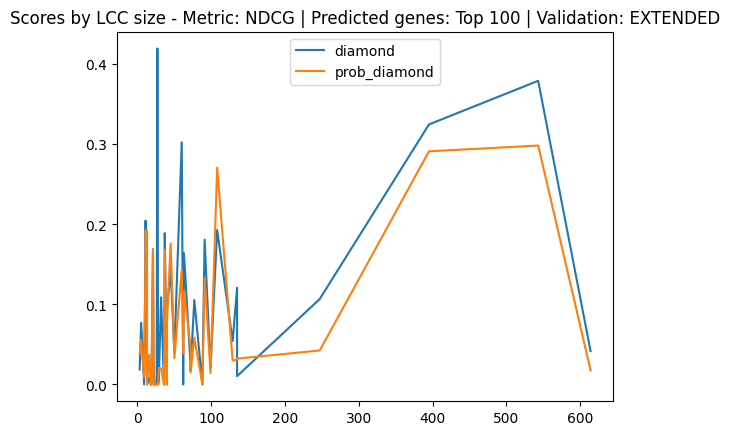 Scores by LCC size - Metric: NDCG | Predicted genes: Top 100 | Validation: EXTENDED
diamond
prob_diamond
0.4
0.3
0.2
0.1
0.0
0 100 200 300 400 500 600